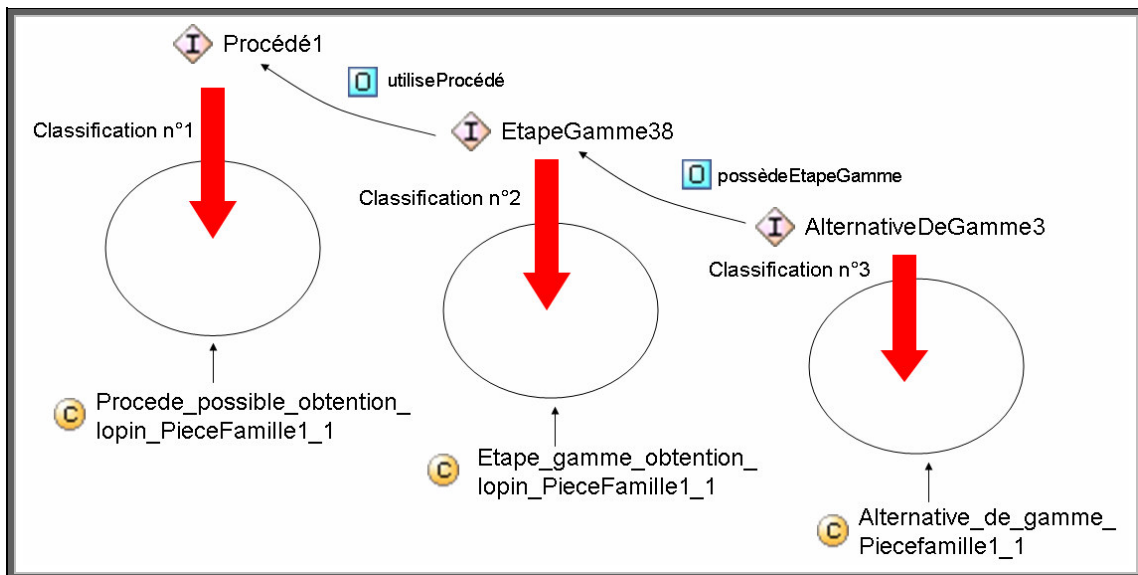 I Procédé1
O utiliseProcédé
Classification n°1
I EtapeGamme38
O possèdeEtapeGamme
Classification n°2
I AlternativeDeGamme3
Classification n°3
C Procede_possible_obtention_
lopin_PieceFamille1_1
C Etape_gamme_obtention_
lopin_PieceFamille1_1
C Alternative_de_gamme_
Piecefamille1_1